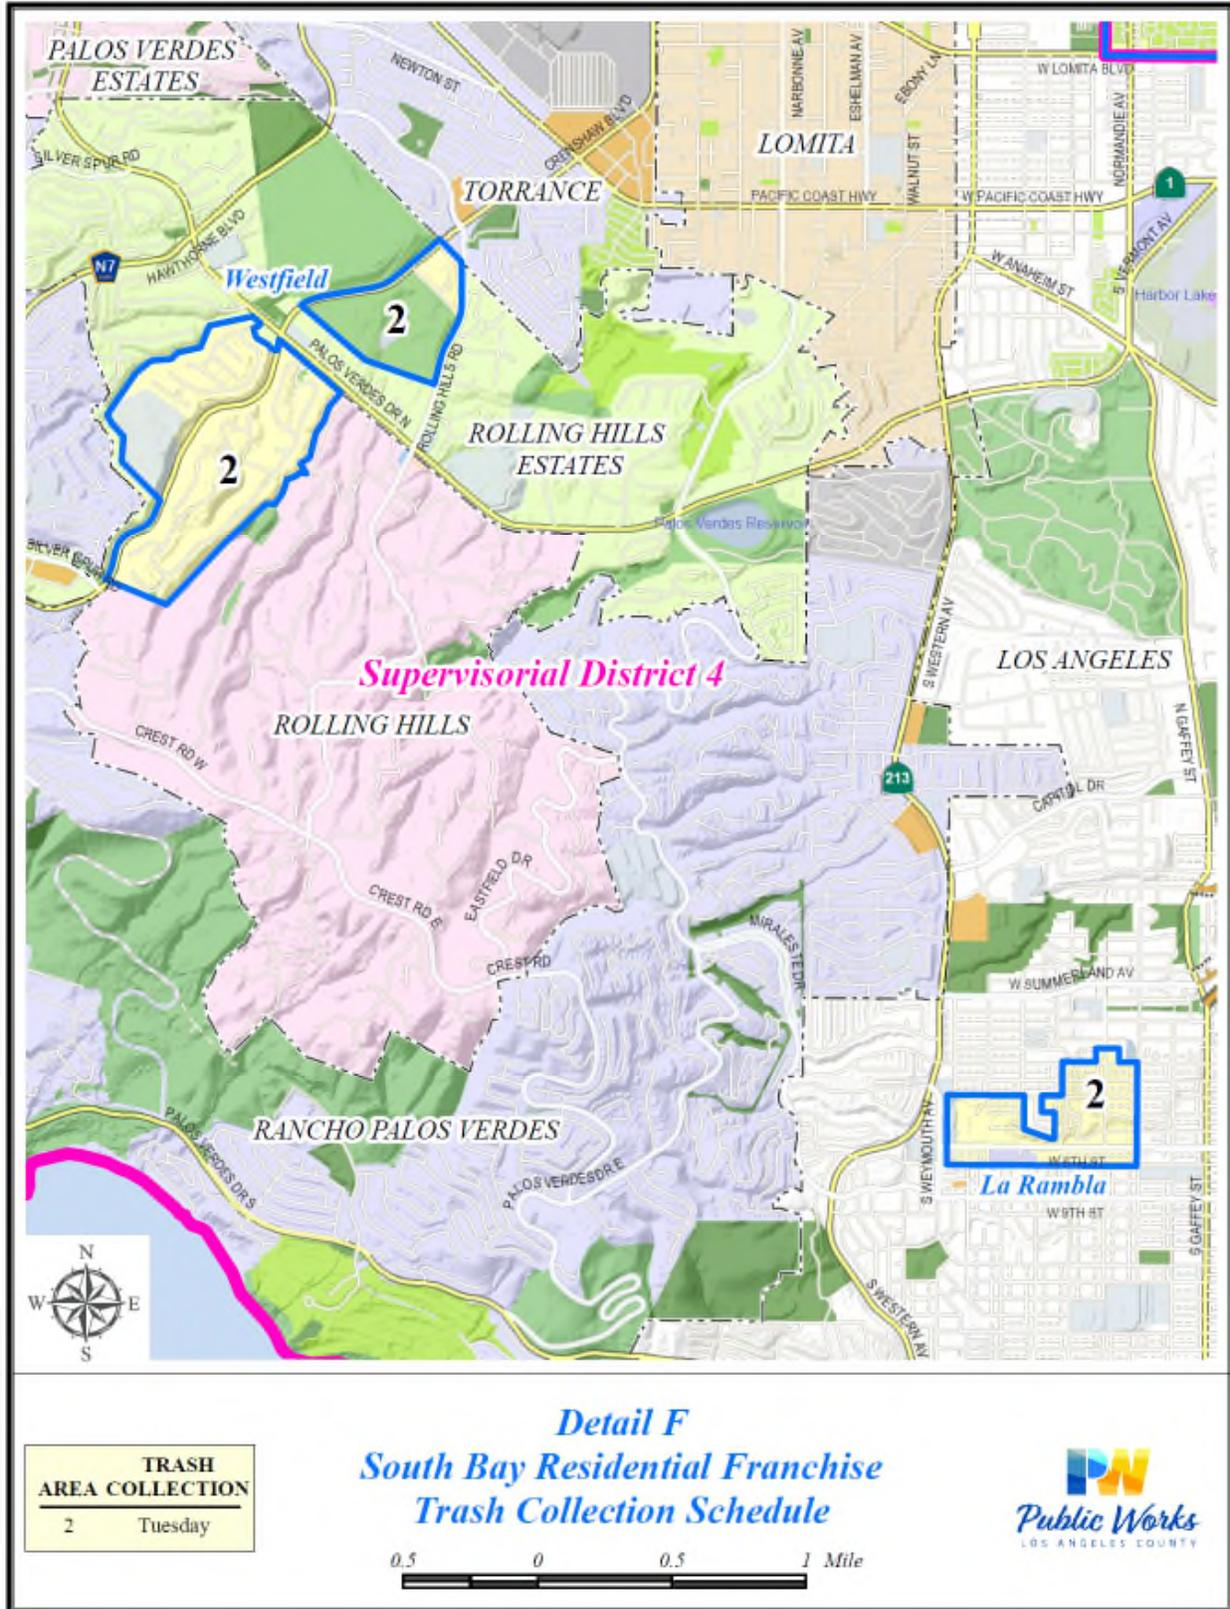 PALOS VERDES
ESTATES
NEWTON ST
CRENSHAW BLVD
NARBONNE AV
ESHELMAN AV
EBONY LN
W LOMITA BLVD
NORMANDIE AV
LOMITA
WALNUT ST
SILVER SPUR RD
TORRANCE
PACIFIC COAST HWY
W PACIFIC COAST HWY
1
HAWTHORNE BLVD
N7
Westfield
W ANAHEIM ST
S VERMONT AV
Harbor Lake
2
PALOS VERDES DR N
ROLLING HILLS RD
ROLLING HILLS
ESTATES
2
Palos Verdes Reservoir
SILVER SPUR RD
S WESTERN AV
LOS ANGELES
Supervisorial District 4
ROLLING HILLS
N GAFFEY ST
CREST RD W
213
CAPITOL DR
EASTFIELD DR
CREST RD E
MIRALESTE DR
CREST RD
W SUMMERLAND AV
2
PALOS VERDES DR S
RANCHO PALOS VERDES
PALOS VERDES DR E
S WEYMOUTH AV
W 6TH ST
La Rambla
W 9TH ST
S GAFFEY ST
S WESTERN AV
N
W E
S
Detail F
South Bay Residential Franchise
Trash Collection Schedule
TRASH
AREA COLLECTION
2 Tuesday
0.5 0 0.5 1 Mile
PW
Public Works
LOS ANGELES COUNTY